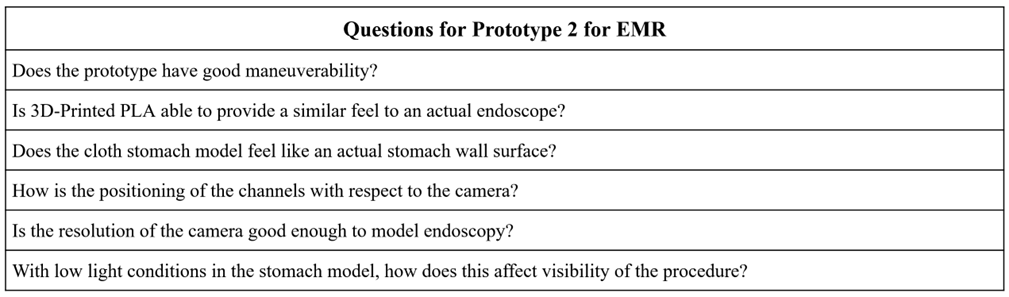 Questions for Prototype 2 for EMR
Does the prototype have good maneuverability?
Is 3D-Printed PLA able to provide a similar feel to an actual endoscope?
Does the cloth stomach model feel like an actual stomach wall surface?
How is the positioning of the channels with respect to the camera?
Is the resolution of the camera good enough to model endoscopy?
With low light conditions in the stomach model, how does this affect visibility of the procedure?